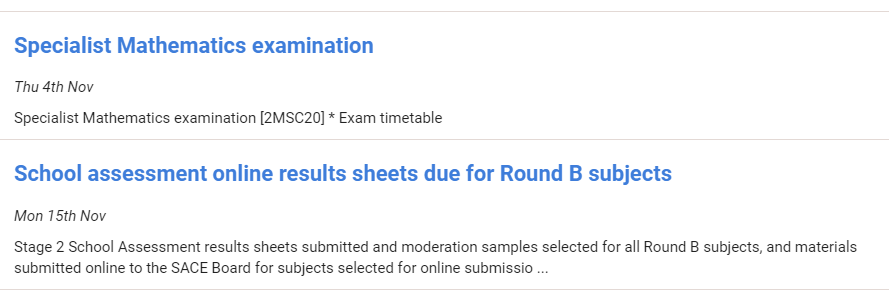 Specialist Mathematics examination
Thu 4th Nov
Specialist Mathematics examination [2MSC20] * Exam timetable
School assessment online results sheets due for Round B subjects
Mon 15th Nov
Stage 2 School Assessment results sheets submitted and moderation samples selected for all Round B subjects, and materials
submitted online to the SACE Board for subjects selected for online submissio ...